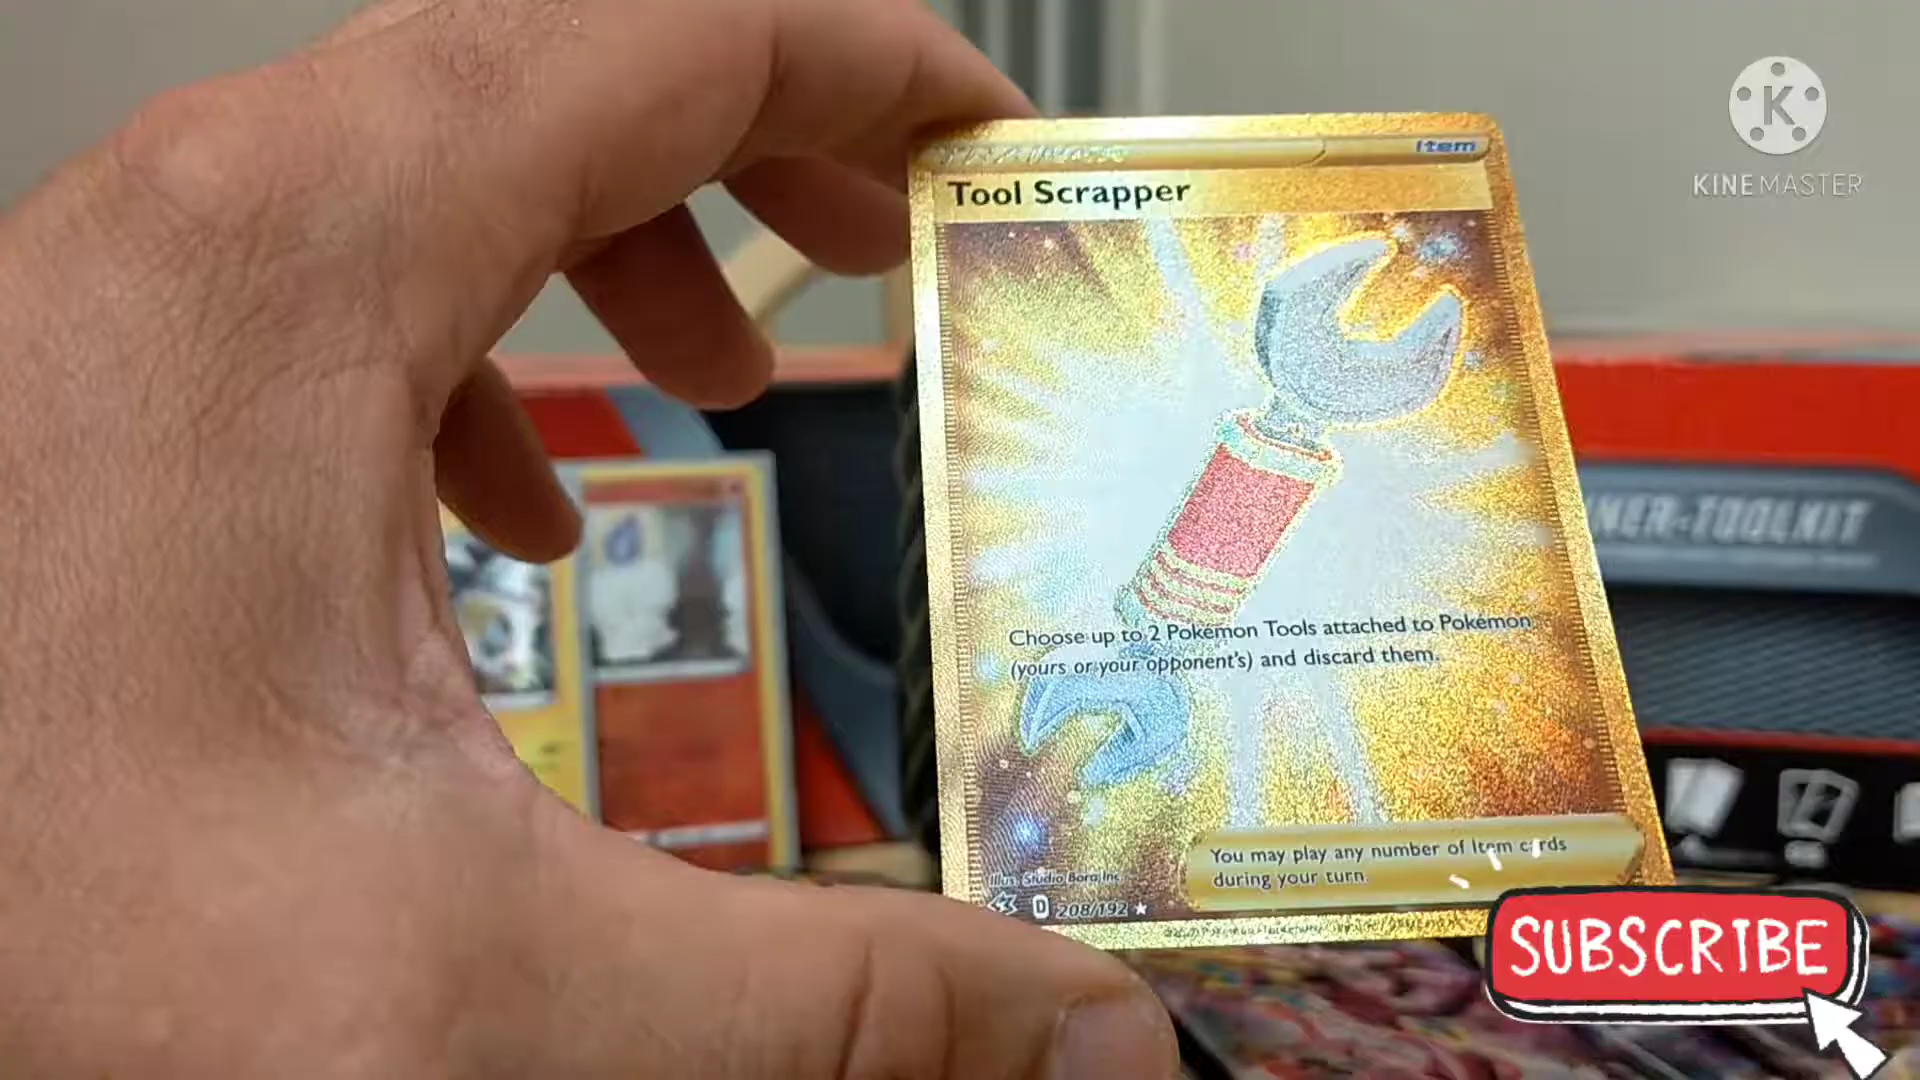 K
KINEMASTER
Item
Tool Scrapper
NER-TOOLKIT
Choose up to 2 Pokémon Tools attached to Pokémon
(yours or your opponent's) and discard them.
You may play any number of Item cards
during your turn.
Illus. Studio Bora Inc.
D 208/192 ★
SUBSCRIBE